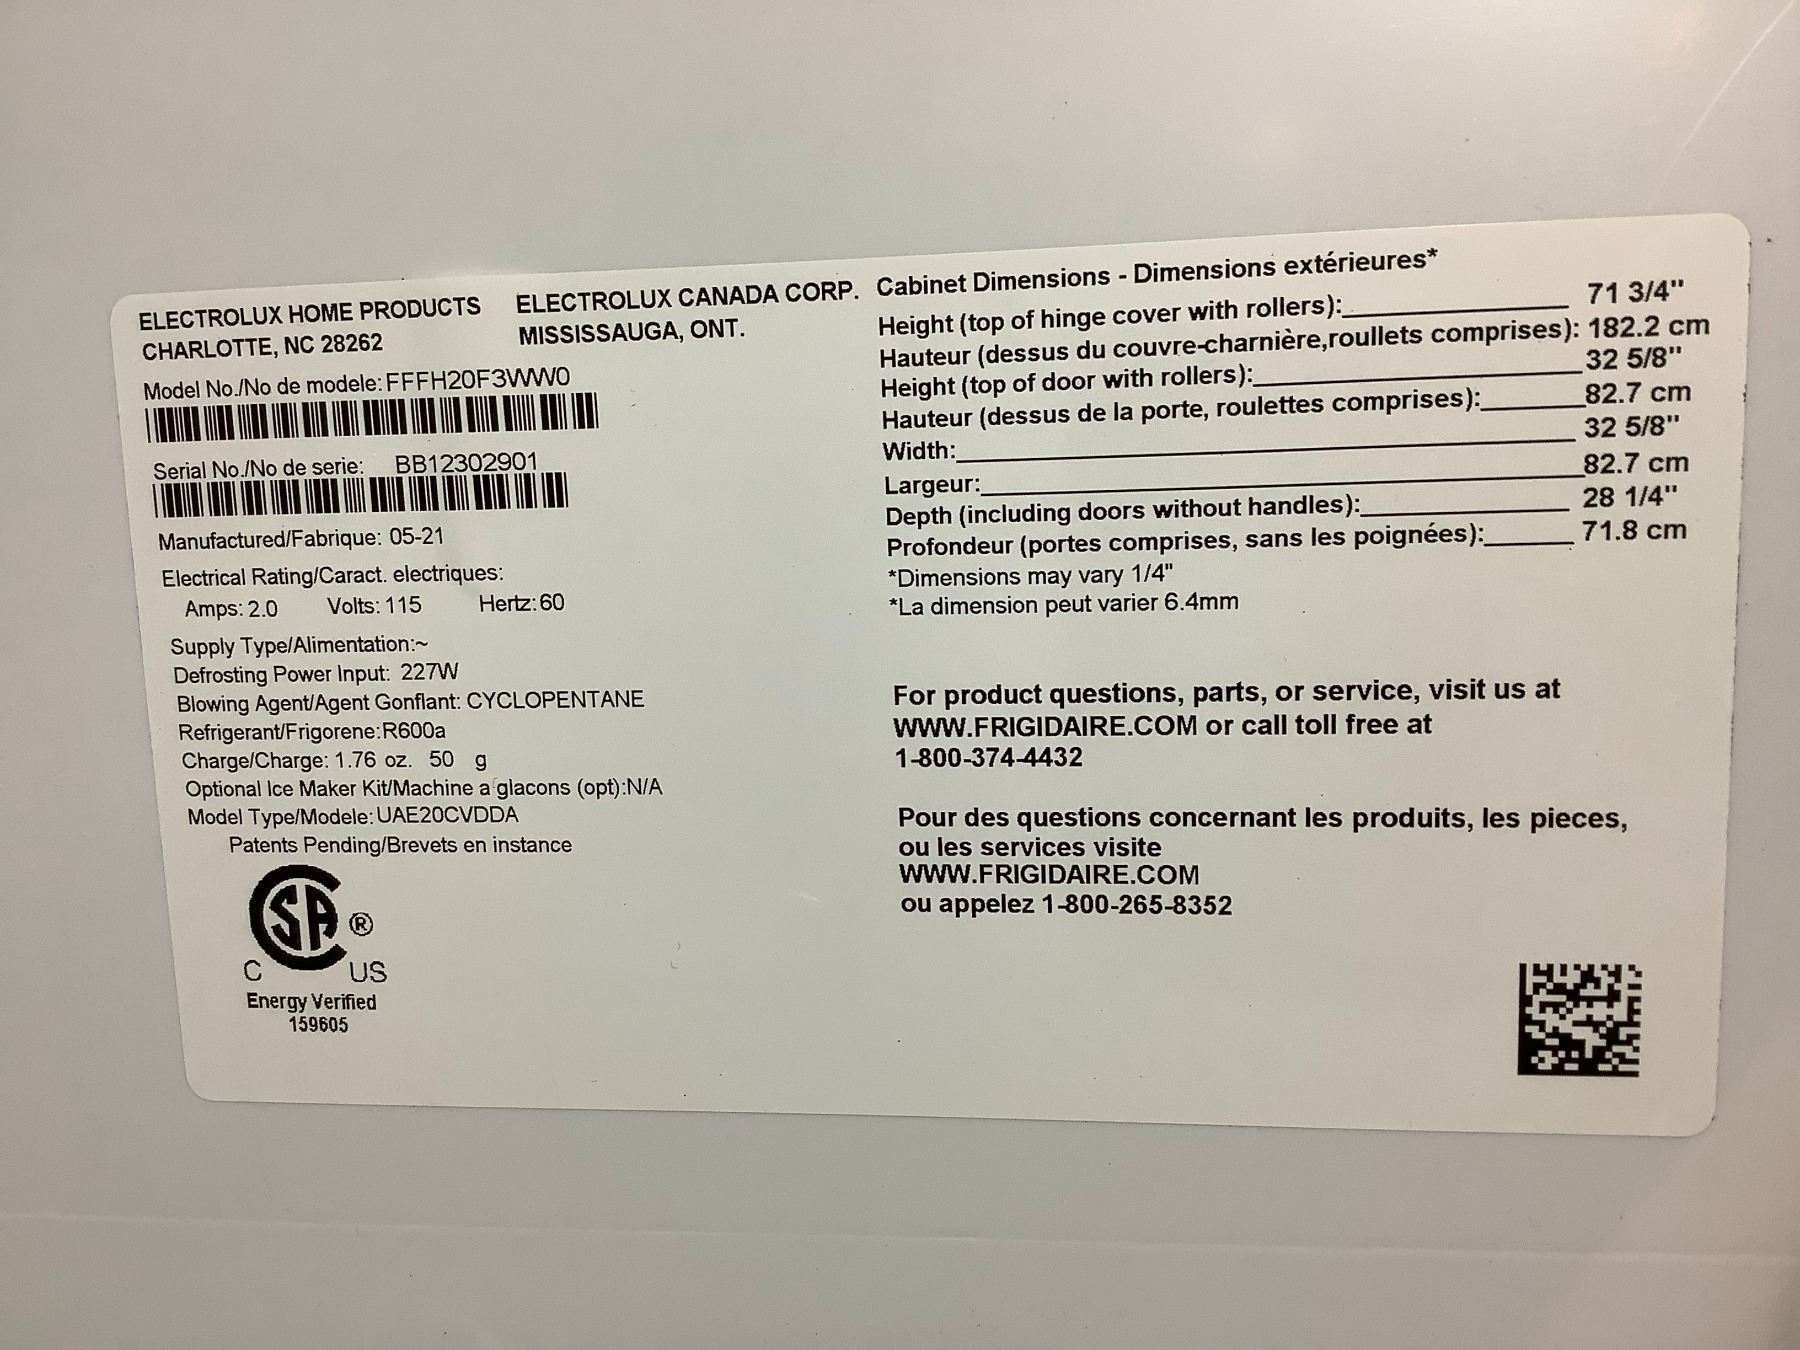 ELECTROLUX HOME PRODUCTS
CHARLOTTE, NC 28262
ELECTROLUX CANADA CORP.
MISSISSAUGA, ONT.
Model No./No de modele: FFFH20F3WW0
Serial No./No de serie: BB12302901
Manufactured/Fabrique: 05-21
Electrical Rating/Caract. electriques:
Amps: 2.0 Volts: 115 Hertz: 60
Supply Type/Alimentation:~
Defrosting Power Input: 227W
Blowing Agent/Agent Gonflant: CYCLOPENTANE
Refrigerant/Frigorene: R600a
Charge/Charge: 1.76 oz. 50 g
Optional Ice Maker Kit/Machine a glacons (opt):N/A
Model Type/Modele: UAE20CVDDA
Patents Pending/Brevets en instance
CSA ®
C US
Energy Verified
159605
Cabinet Dimensions - Dimensions extérieures*
Height (top of hinge cover with rollers): 71 3/4"
Hauteur (dessus du couvre-charnière,roullets comprises): 182.2 cm
Height (top of door with rollers): 32 5/8"
Hauteur (dessus de la porte, roulettes comprises): 82.7 cm
Width: 32 5/8"
Largeur: 82.7 cm
Depth (including doors without handles): 28 1/4"
Profondeur (portes comprises, sans les poignées): 71.8 cm
*Dimensions may vary 1/4"
*La dimension peut varier 6.4mm
For product questions, parts, or service, visit us at
WWW.FRIGIDAIRE.COM or call toll free at
1-800-374-4432
Pour des questions concernant les produits, les pieces,
ou les services visite
WWW.FRIGIDAIRE.COM
ou appelez 1-800-265-8352